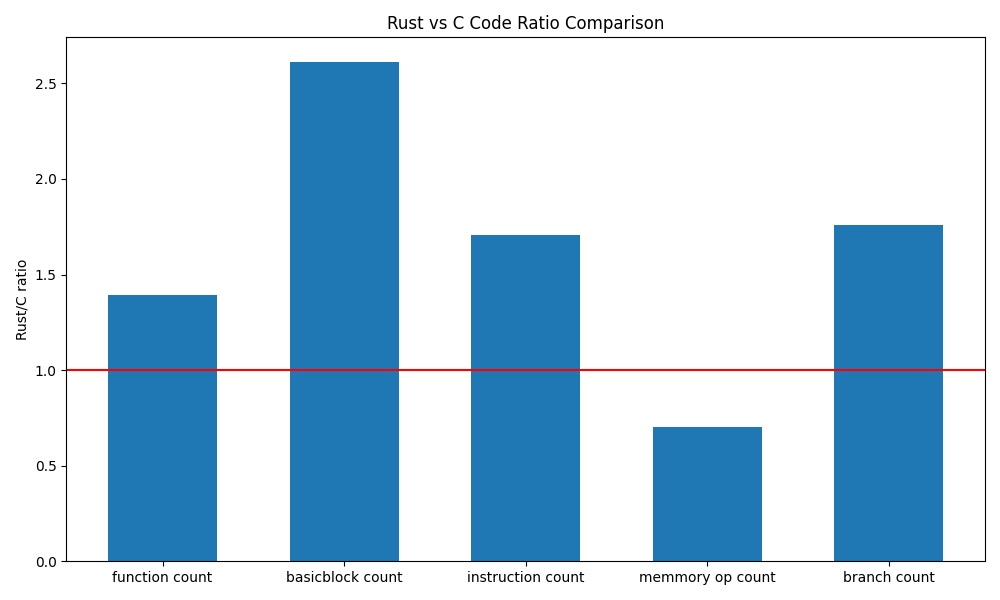 Rust vs C Code Ratio Comparison
Rust/C ratio
2.5
2.0
1.5
1.0
0.5
0.0
function count
basicblock count
instruction count
memmory op count
branch count